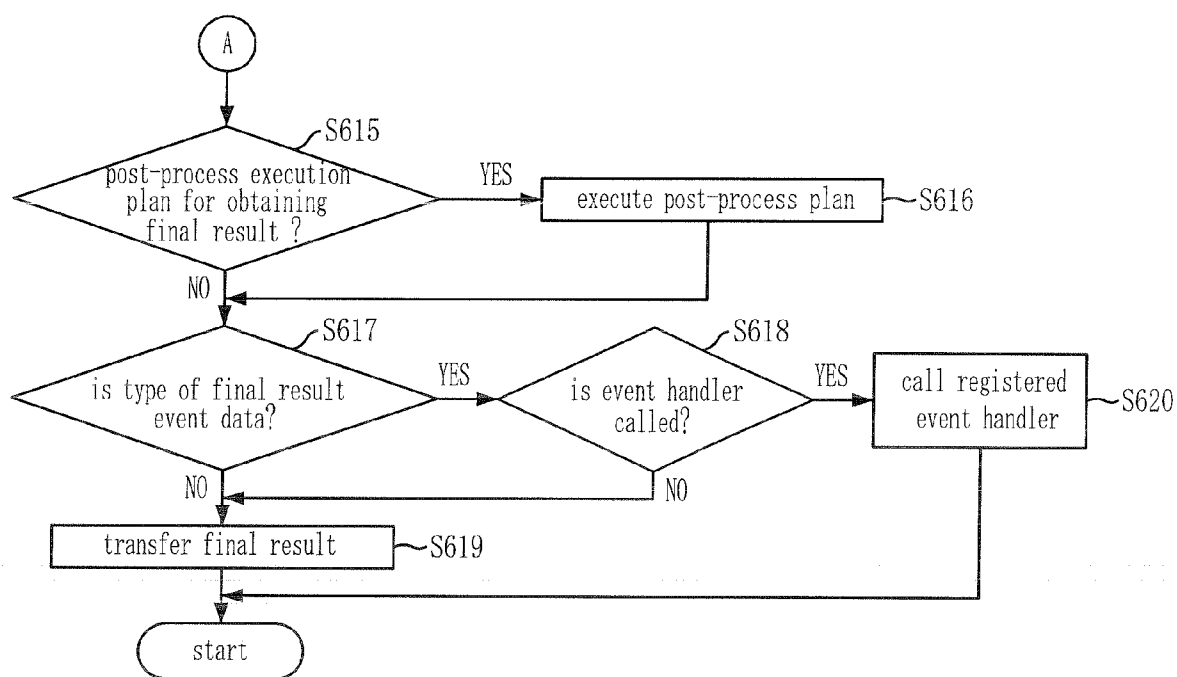 A
S615
post-process execution
plan for obtaining
final result ?
YES
execute post-process plan
S616
NO
S617
is type of final result
event data?
YES
S618
is event handler
called?
YES
call registered
event handler
S620
NO
NO
transfer final result
S619
start